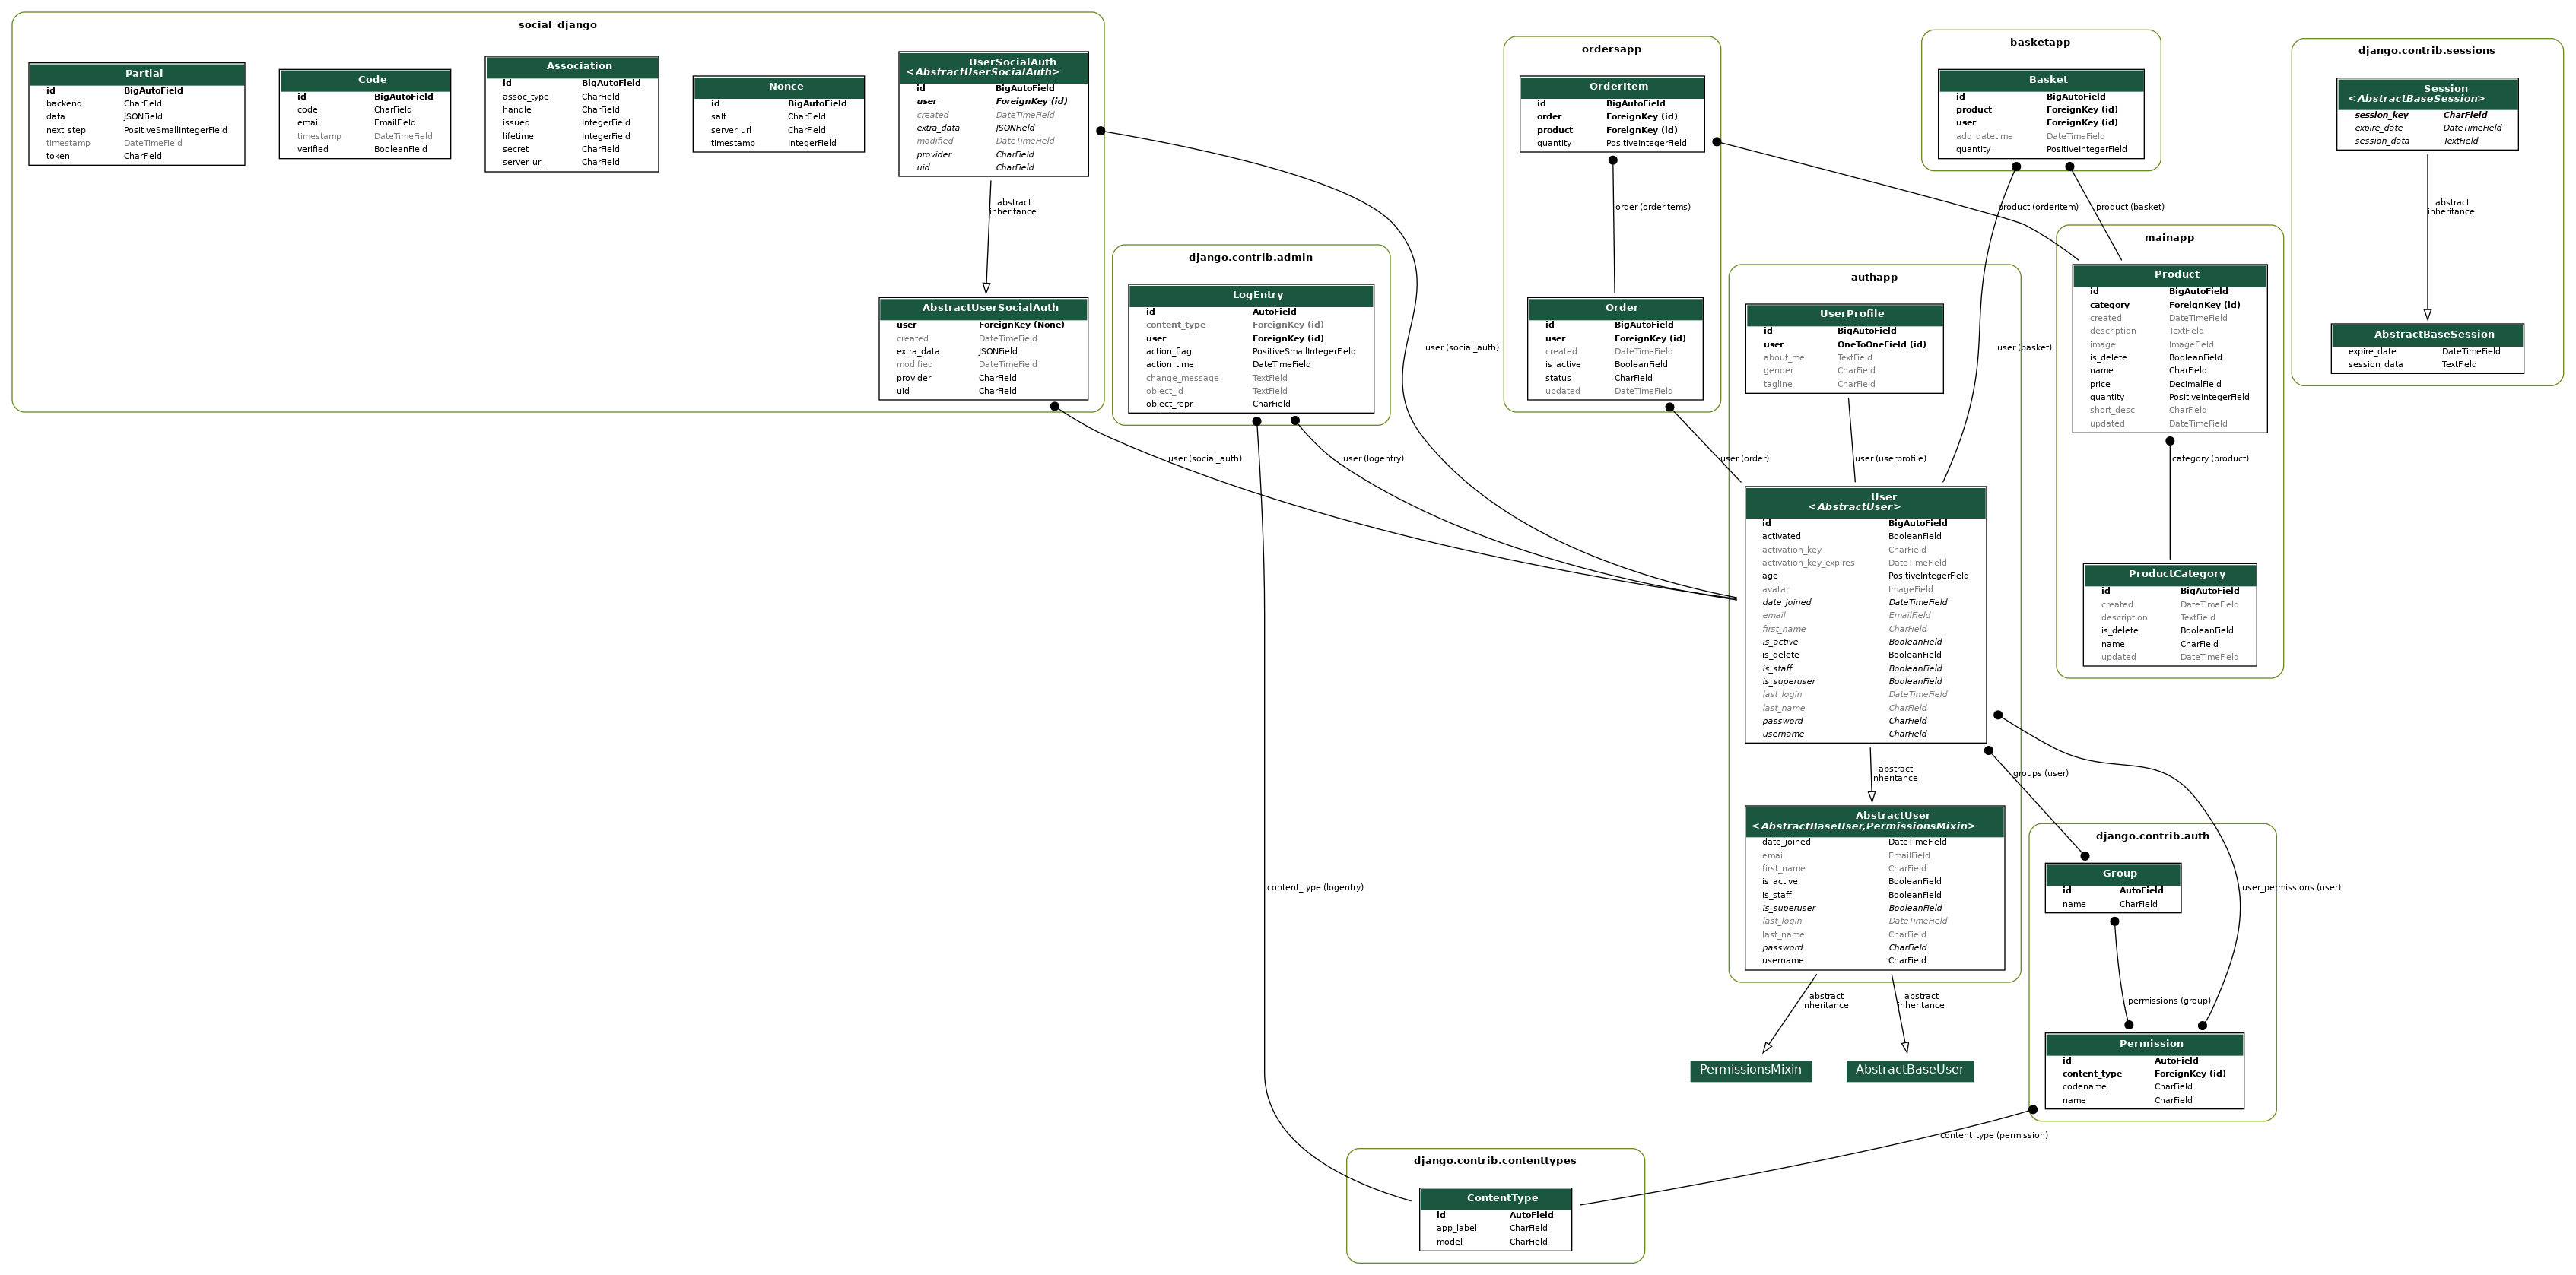 social_django
Partial
id BigAutoField
backend CharField
data JSONField
next_step PositiveSmallIntegerField
timestamp DateTimeField
token CharField
Code
id BigAutoField
code CharField
email EmailField
timestamp DateTimeField
verified BooleanField
Association
id BigAutoField
assoc_type CharField
handle CharField
issued IntegerField
lifetime IntegerField
secret CharField
server_url CharField
Nonce
id BigAutoField
salt CharField
server_url CharField
timestamp IntegerField
UserSocialAuth
<AbstractUserSocialAuth>
id BigAutoField
user ForeignKey (id)
created DateTimeField
extra_data JSONField
modified DateTimeField
provider CharField
uid CharField
abstract
inheritance
AbstractUserSocialAuth
user ForeignKey (None)
created DateTimeField
extra_data JSONField
modified DateTimeField
provider CharField
uid CharField
django.contrib.admin
LogEntry
id AutoField
content_type ForeignKey (id)
user ForeignKey (id)
action_flag PositiveSmallIntegerField
action_time DateTimeField
change_message TextField
object_id TextField
object_repr CharField
user (social_auth)
user (logentry)
user (social_auth)
ordersapp
OrderItem
id BigAutoField
order ForeignKey (id)
product ForeignKey (id)
quantity PositiveIntegerField
order (orderitems)
Order
id BigAutoField
user ForeignKey (id)
created DateTimeField
is_active BooleanField
status CharField
updated DateTimeField
user (order)
basketapp
Basket
id BigAutoField
product ForeignKey (id)
user ForeignKey (id)
add_datetime DateTimeField
quantity PositiveIntegerField
product (orderitem)
product (basket)
user (basket)
django.contrib.sessions
Session
<AbstractBaseSession>
session_key CharField
expire_date DateTimeField
session_data TextField
abstract
inheritance
AbstractBaseSession
expire_date DateTimeField
session_data TextField
mainapp
Product
id BigAutoField
category ForeignKey (id)
created DateTimeField
description TextField
image ImageField
is_delete BooleanField
name CharField
price DecimalField
quantity PositiveIntegerField
short_desc CharField
updated DateTimeField
category (product)
ProductCategory
id BigAutoField
created DateTimeField
description TextField
is_delete BooleanField
name CharField
updated DateTimeField
authapp
UserProfile
id BigAutoField
user OneToOneField (id)
about_me TextField
gender CharField
tagline CharField
user (userprofile)
User
<AbstractUser>
id BigAutoField
activated BooleanField
activation_key CharField
activation_key_expires DateTimeField
age PositiveIntegerField
avatar ImageField
date_joined DateTimeField
email EmailField
first_name CharField
is_active BooleanField
is_delete BooleanField
is_staff BooleanField
is_superuser BooleanField
last_login DateTimeField
last_name CharField
password CharField
username CharField
abstract
inheritance
AbstractUser
<AbstractBaseUser,PermissionsMixin>
date_joined DateTimeField
email EmailField
first_name CharField
is_active BooleanField
is_staff BooleanField
is_superuser BooleanField
last_login DateTimeField
last_name CharField
password CharField
username CharField
abstract
inheritance
abstract
inheritance
PermissionsMixin
AbstractBaseUser
groups (user)
user_permissions (user)
django.contrib.auth
Group
id AutoField
name CharField
permissions (group)
Permission
id AutoField
content_type ForeignKey (id)
codename CharField
name CharField
content_type (logentry)
content_type (permission)
django.contrib.contenttypes
ContentType
id AutoField
app_label CharField
model CharField